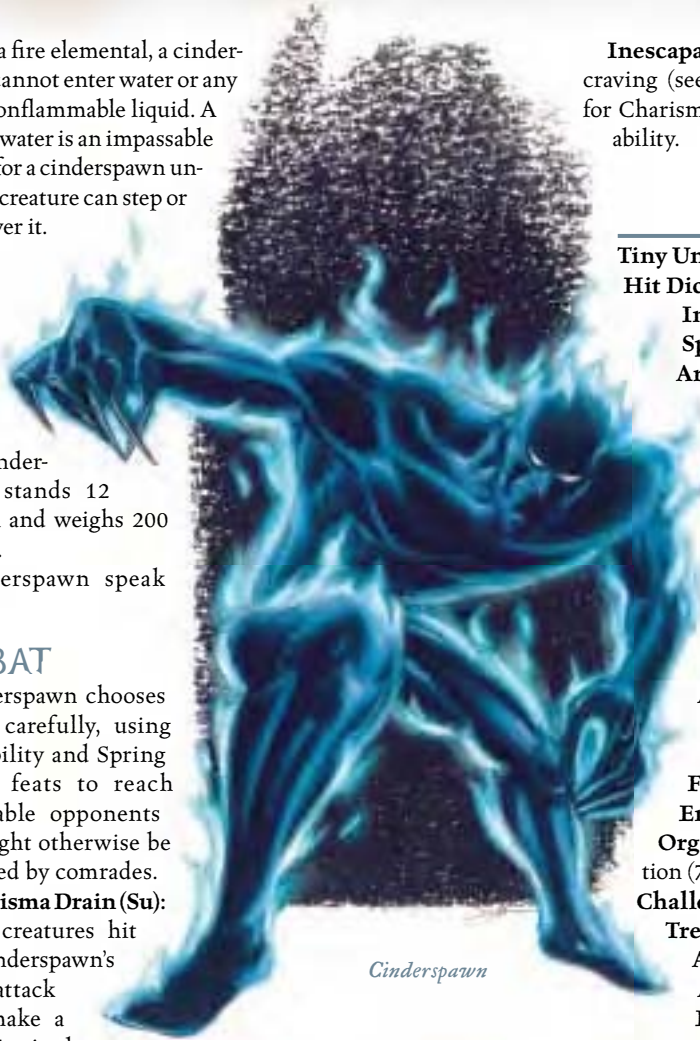 a fire elemental, a cinder-
annot enter water or any
onflammable liquid. A
water is an impassable
for a cinderspawn un-
creature can step or
ver it.
nder-
stands 12
and weighs 200
.
erspawn speak
BAT
erspawn chooses
carefully, using
bility and Spring
feats to reach
able opponents
ght otherwise be
ed by comrades.
isma Drain (Su):
creatures hit
nderspawn's
attack
make a
Cinderspawn
Inescapa
craving (see
for Charism
ability.
Tiny Un
Hit Dic
In
Sp
Ar
F
En
Org
tion (7
Challe
Tre
A